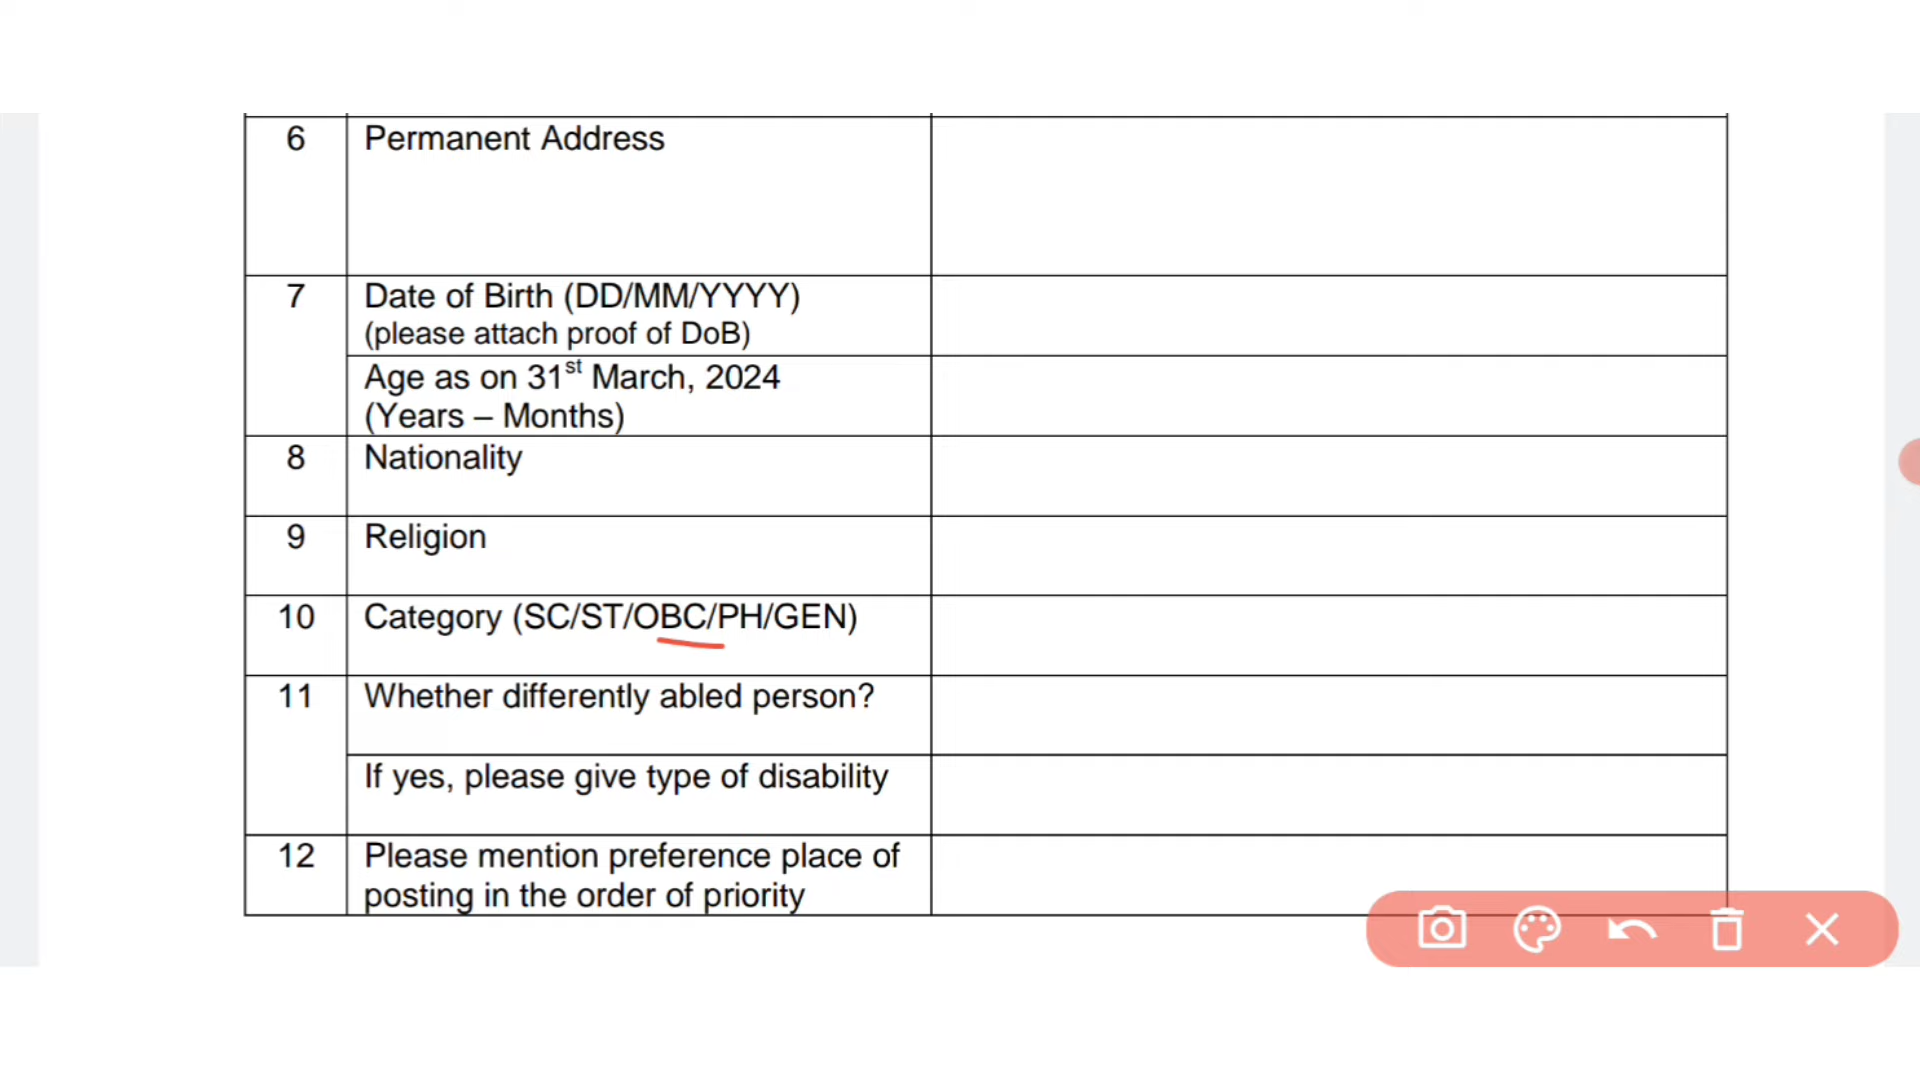 6 Permanent Address
7 Date of Birth (DD/MM/YYYY)
(please attach proof of DoB)
Age as on 31st March, 2024
(Years – Months)
8 Nationality
9 Religion
10 Category (SC/ST/OBC/PH/GEN)
11 Whether differently abled person?
If yes, please give type of disability
12 Please mention preference place of
posting in the order of priority